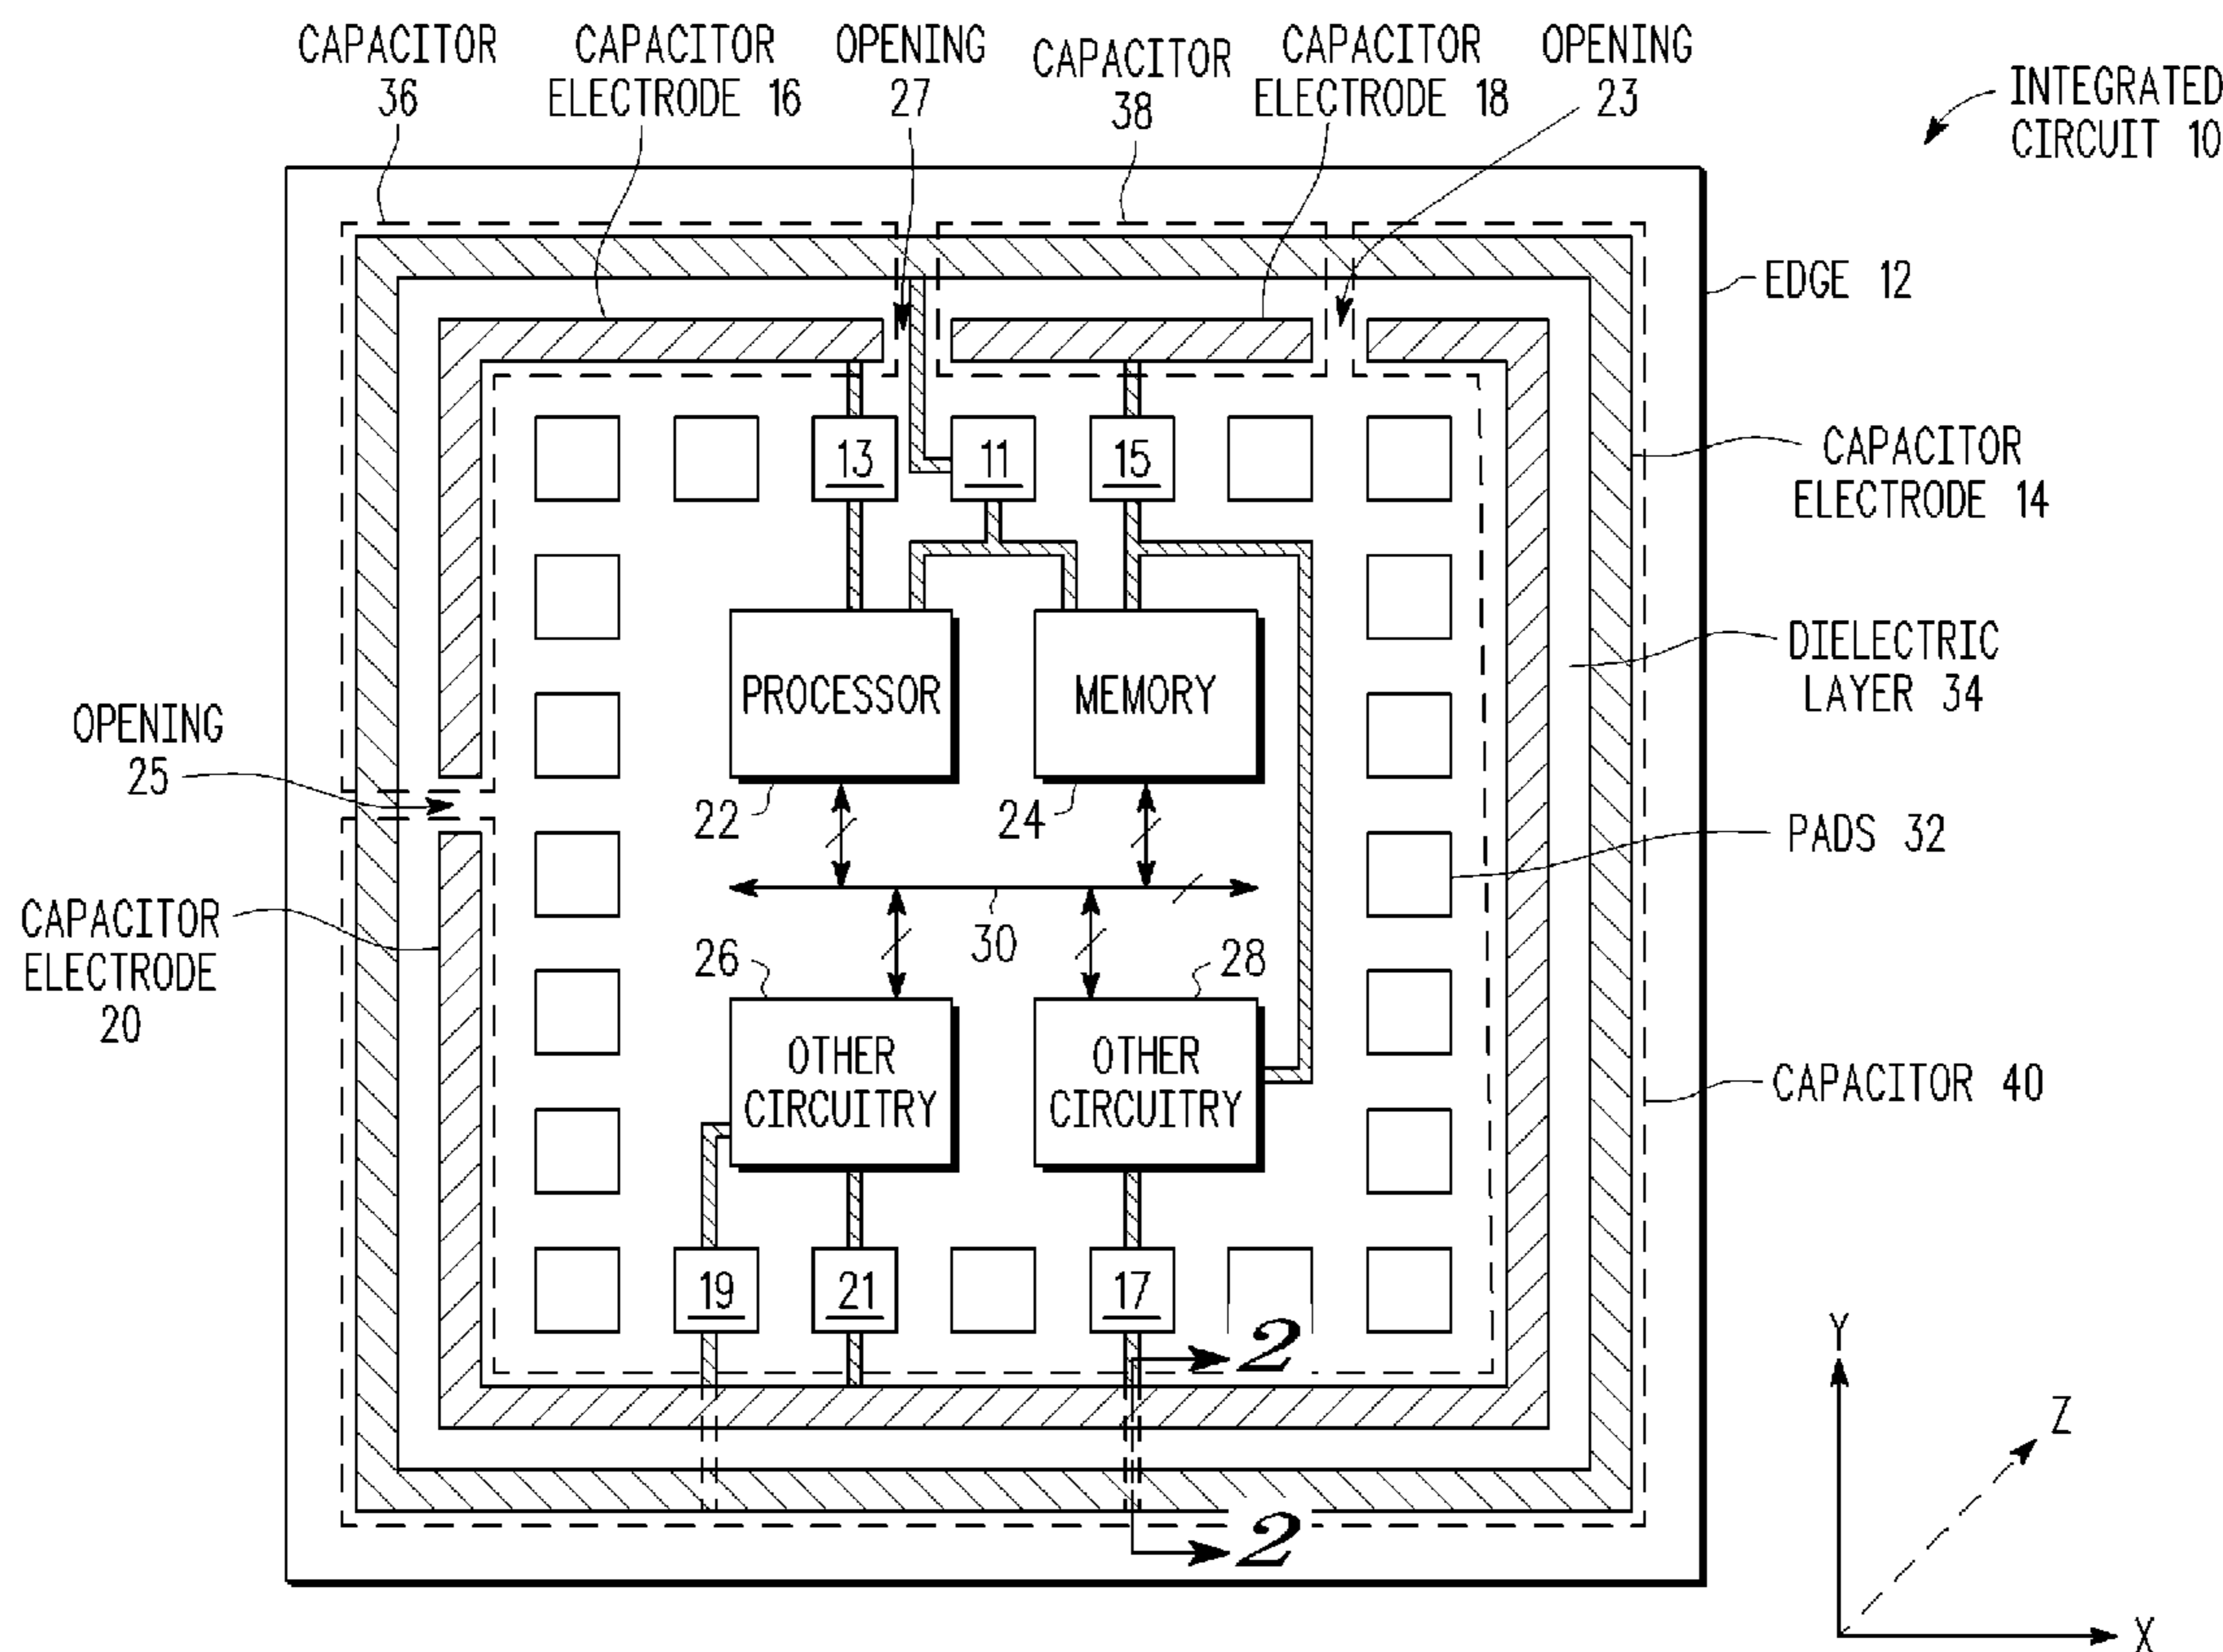 CAPACITOR
36
CAPACITOR
ELECTRODE 16
OPENING
27
CAPACITOR
38
CAPACITOR
ELECTRODE 18
OPENING
23
INTEGRATED
CIRCUIT 10
EDGE 12
13
11
15
CAPACITOR
ELECTRODE 14
DIELECTRIC
LAYER 34
PROCESSOR
MEMORY
OPENING
25
22
24
PADS 32
CAPACITOR
ELECTRODE
20
30
26
28
OTHER
CIRCUITRY
OTHER
CIRCUITRY
CAPACITOR 40
19
21
17
2
2
Y
Z
X